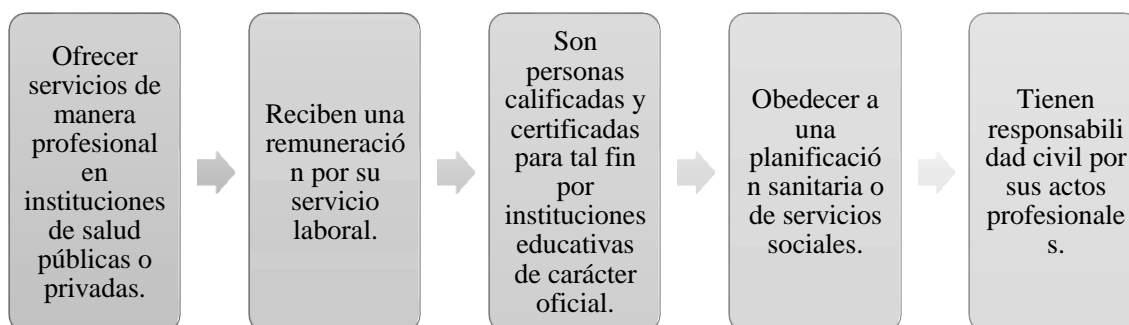 Ofrecer
servicios de
manera
profesional
en
instituciones
de salud
públicas o
privadas.
Reciben una
remuneració
n por su
servicio
laboral.
Son
personas
calificadas y
certificadas
para tal fin
por
instituciones
educativas
de carácter
oficial.
Obedecer a
una
planificació
n sanitaria o
de servicios
sociales.
Tienen
responsabili
dad civil por
sus actos
profesionale
s.